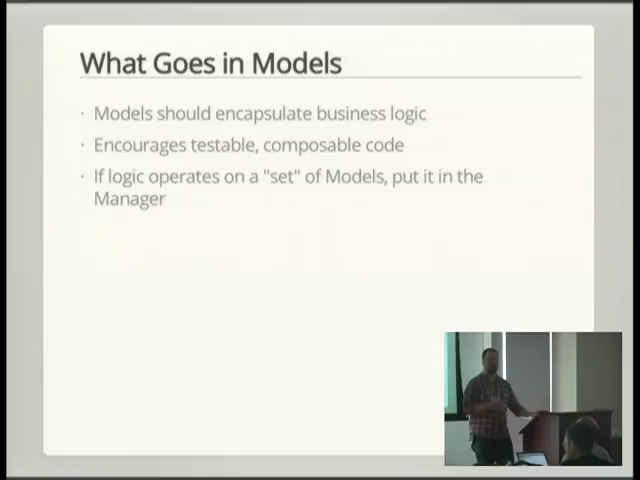 What Goes in Models
· Models should encapsulate business logic
· Encourages testable, composable code
· If logic operates on a "set" of Models, put it in the
Manager